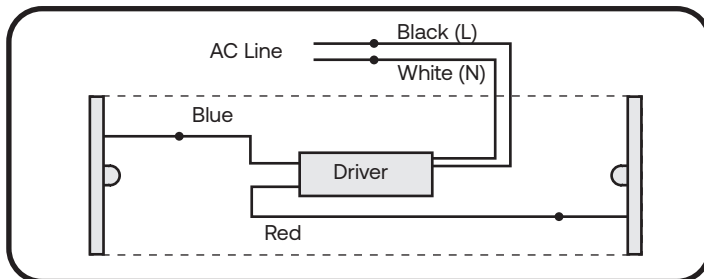 Black (L)
AC Line
White (N)
Blue
Driver
Red